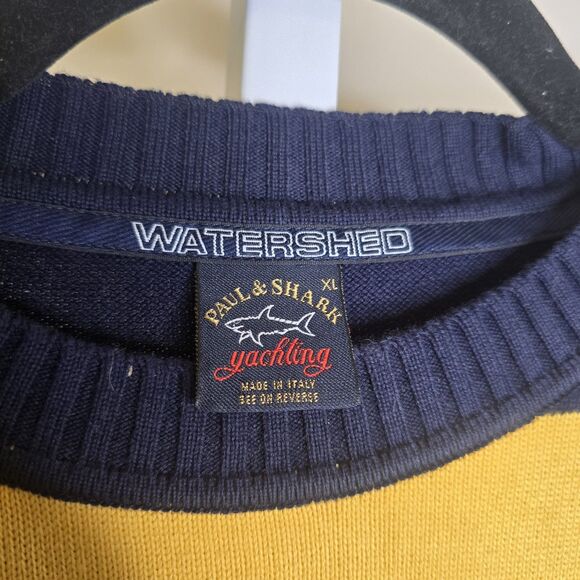 WATERSHED
XL
PAUL & SHARK
yachting
MADE IN ITALY
SEE ON REVERSE